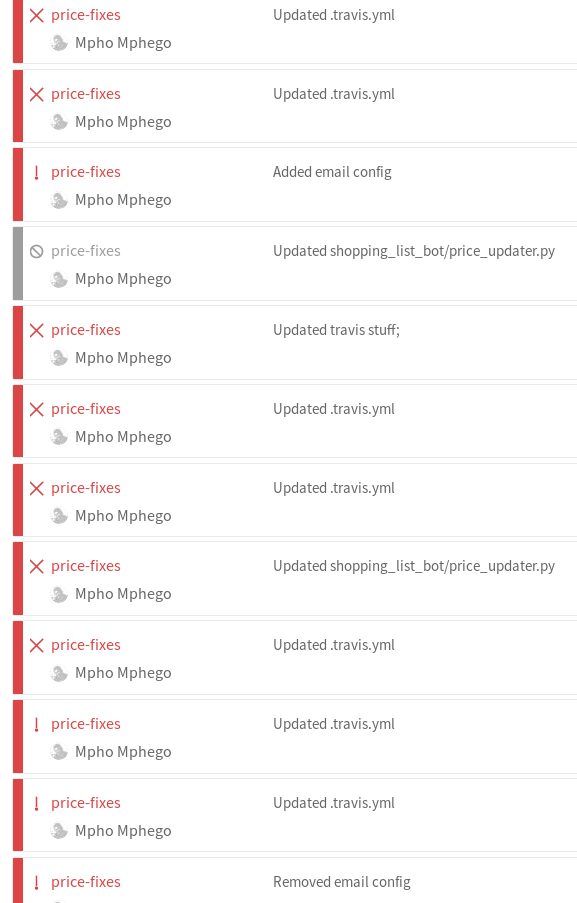 price-fixes Updated .travis.yml
Mpho Mphego
price-fixes Updated .travis.yml
Mpho Mphego
price-fixes Added email config
Mpho Mphego
price-fixes Updated shopping_list_bot/price_updater.py
Mpho Mphego
price-fixes Updated travis stuff;
Mpho Mphego
price-fixes Updated .travis.yml
Mpho Mphego
price-fixes Updated .travis.yml
Mpho Mphego
price-fixes Updated shopping_list_bot/price_updater.py
Mpho Mphego
price-fixes Updated .travis.yml
Mpho Mphego
! price-fixes Updated .travis.yml
Mpho Mphego
! price-fixes Updated .travis.yml
Mpho Mphego
! price-fixes Removed email config